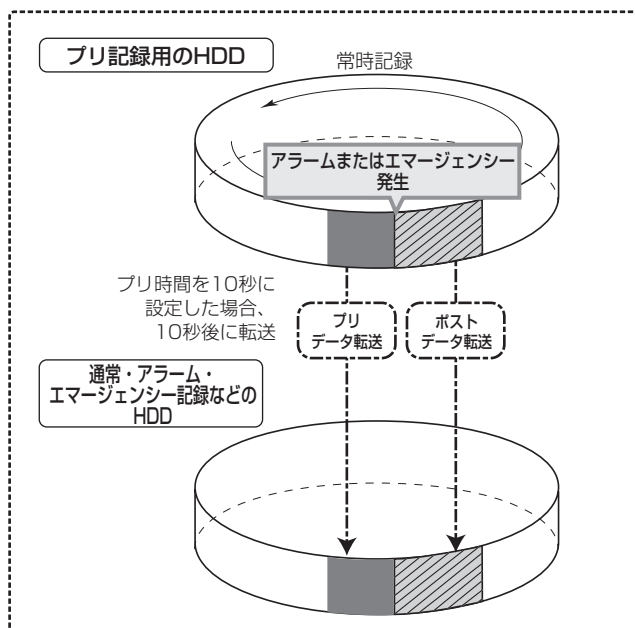 プリ記録用のHDD
常時記録
アラームまたはエマージェンシー
発生
プリ時間を10秒に
設定した場合、
10秒後に転送
プリ
データ転送
ポスト
データ転送
通常・アラーム・
エマージェンシー記録などの
HDD